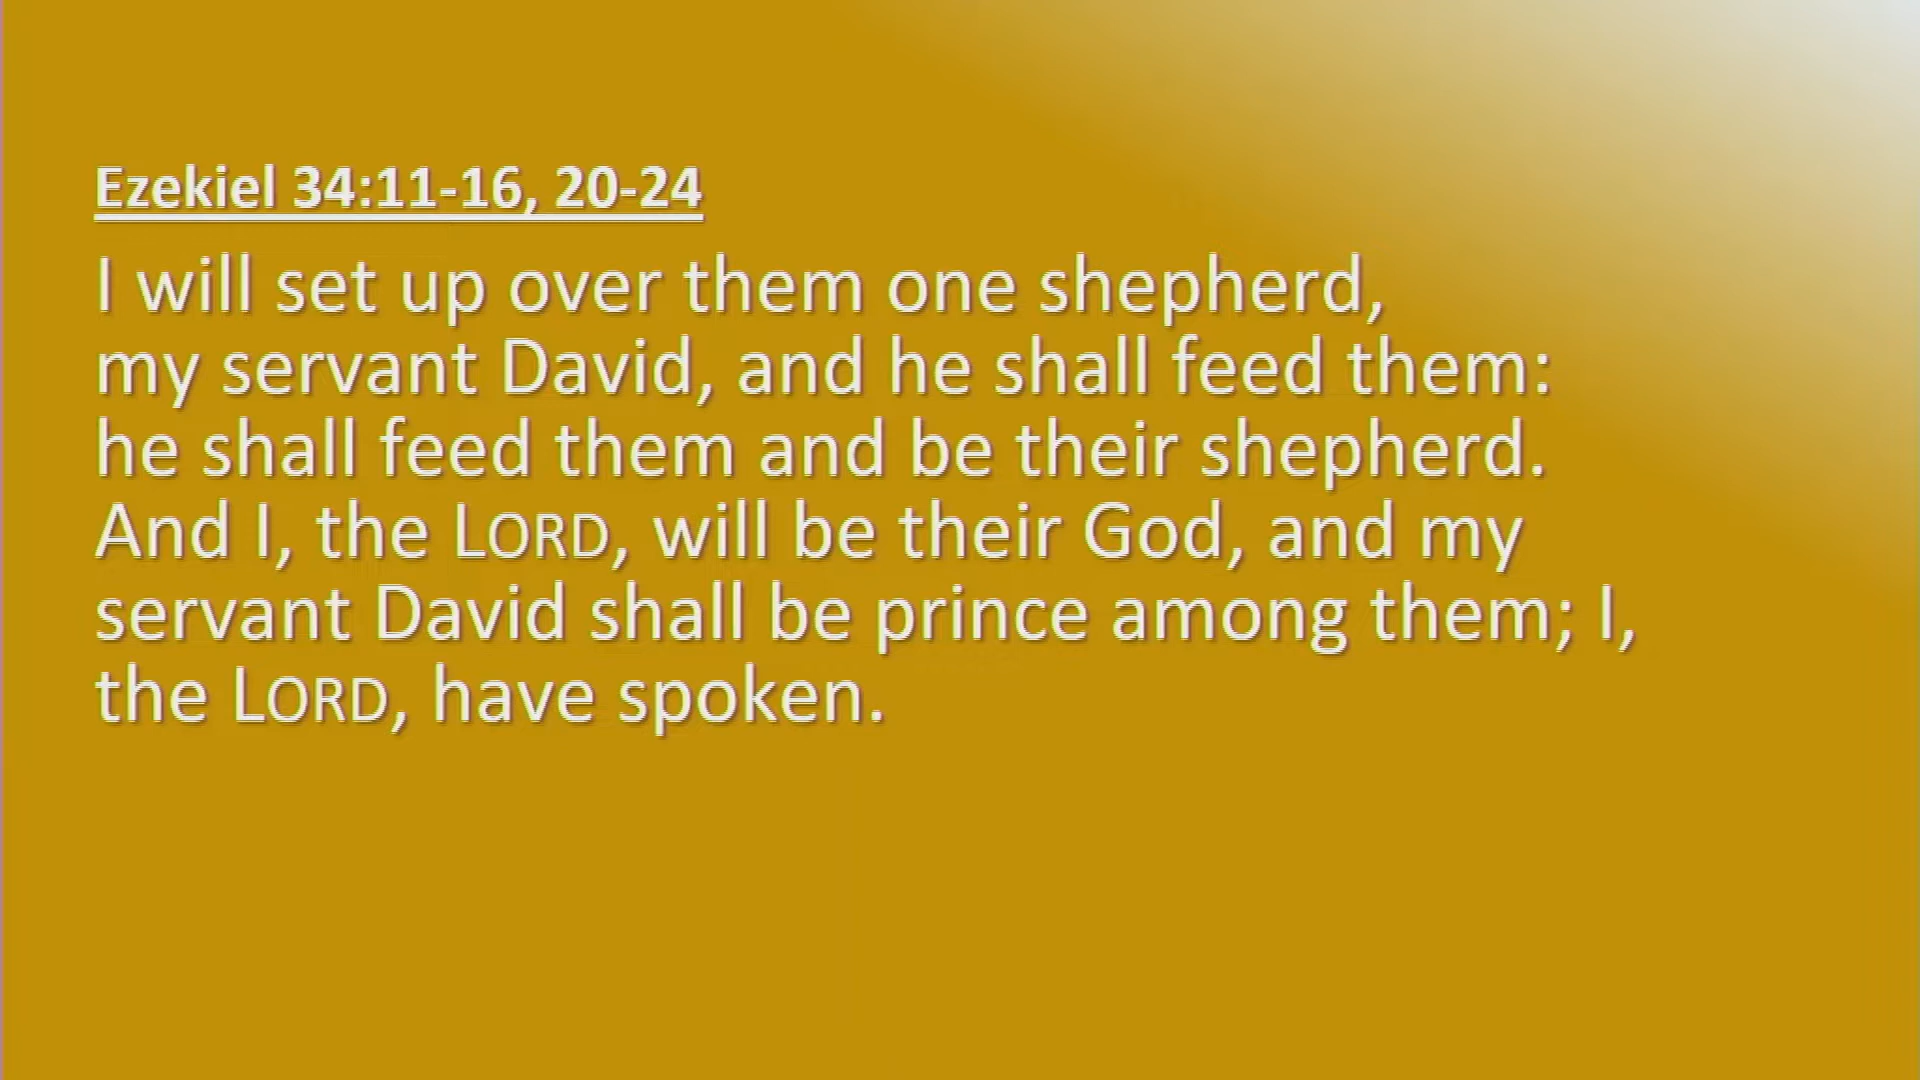 Ezekiel 34:11-16, 20-24
I will set up over them one shepherd,
my servant David, and he shall feed them:
he shall feed them and be their shepherd.
And I, the LORD, will be their God, and my
servant David shall be prince among them; I,
the LORD, have spoken.